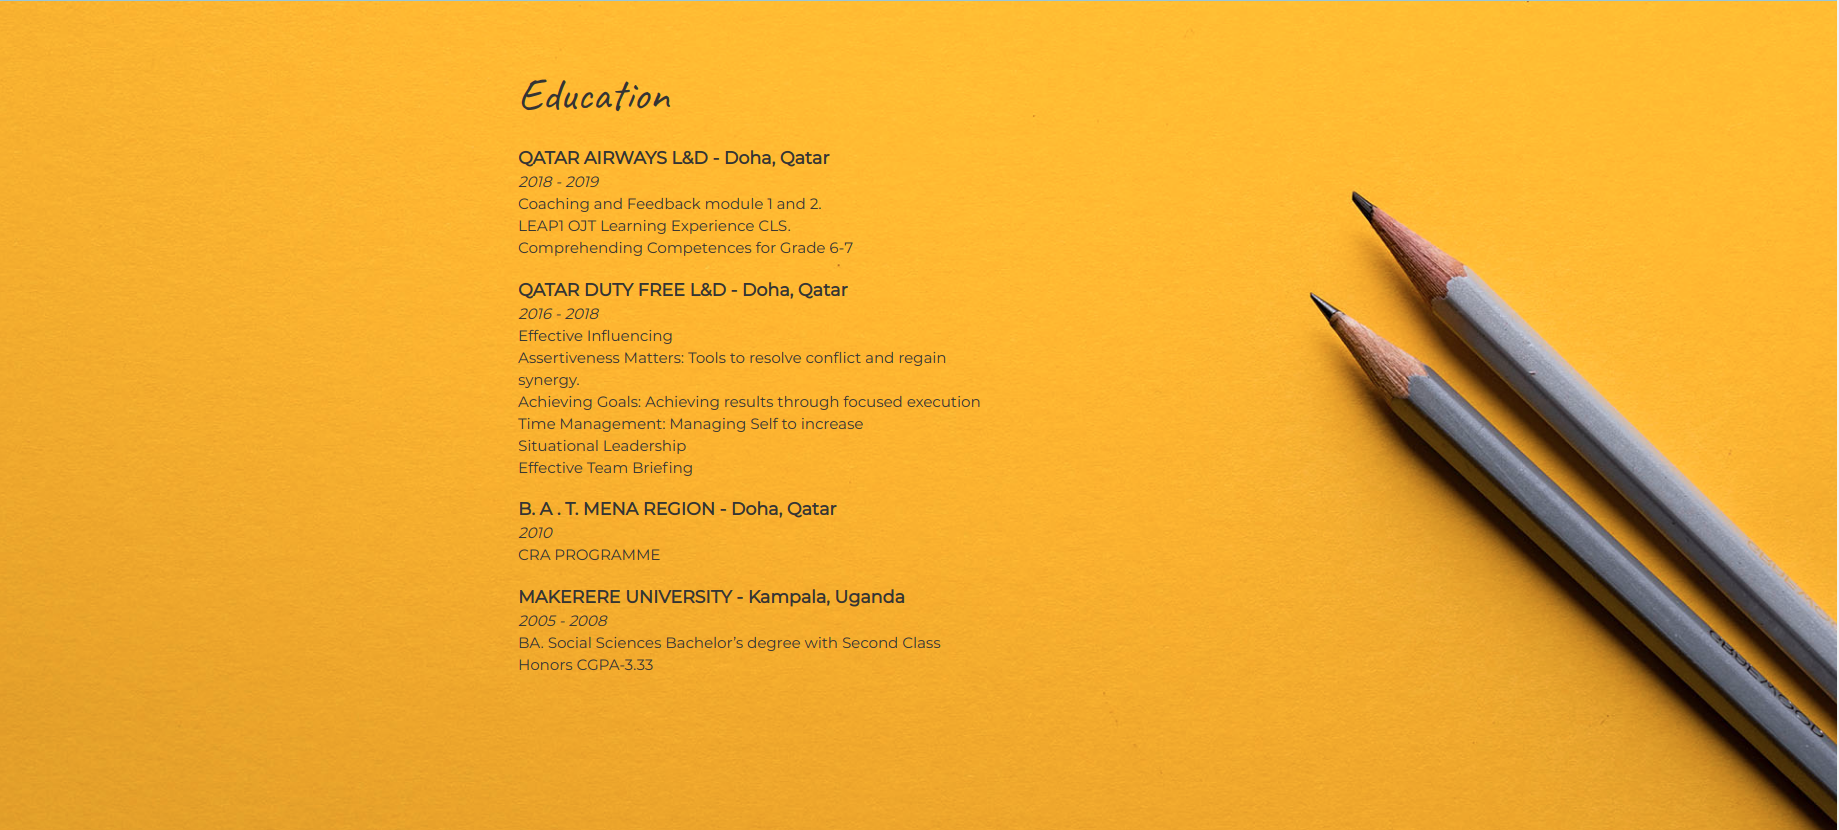 Education
QATAR AIRWAYS L&D - Doha, Qatar
2018 - 2019
Coaching and Feedback module 1 and 2.
LEAP1 OJT Learning Experience CLS.
Comprehending Competences for Grade 6-7
QATAR DUTY FREE L&D - Doha, Qatar
2016 - 2018
Effective Influencing
Assertiveness Matters: Tools to resolve conflict and regain
synergy.
Achieving Goals: Achieving results through focused execution
Time Management: Managing Self to increase
Situational Leadership
Effective Team Briefing
B. A . T. MENA REGION - Doha, Qatar
2010
CRA PROGRAMME
MAKERERE UNIVERSITY - Kampala, Uganda
2005 - 2008
BA. Social Sciences Bachelor’s degree with Second Class
Honors CGPA-3.33